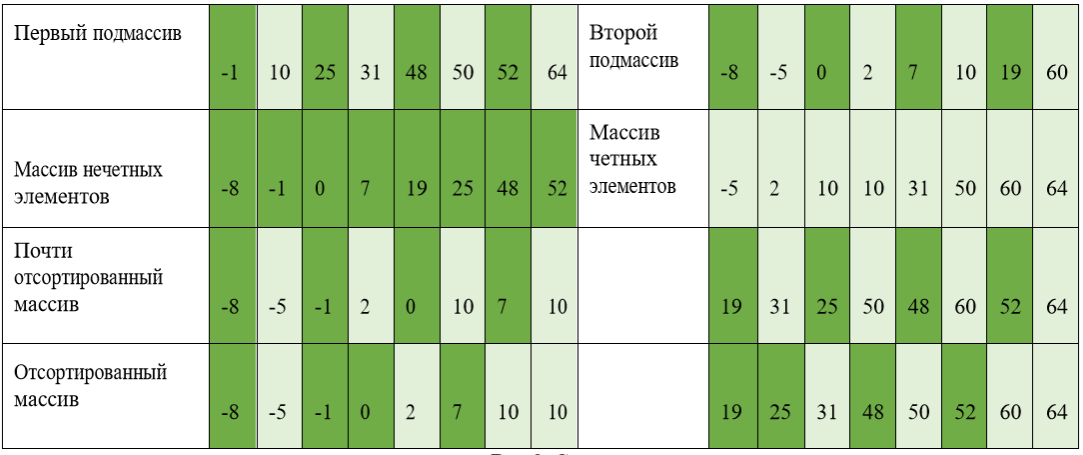 Первый подмассив -1 10 25 31 48 50 52 64 Второй
подмассив -8 -5 0 2 7 10 19 60
Массив нечетных
элементов -8 -1 0 7 19 25 48 52 Массив
четных
элементов -5 2 10 10 31 50 60 64
Почти
отсортированный
массив -8 -5 -1 2 0 10 7 10 19 31 25 50 48 60 52 64
Отсортированный
массив -8 -5 -1 0 2 7 10 10 19 25 31 48 50 52 60 64